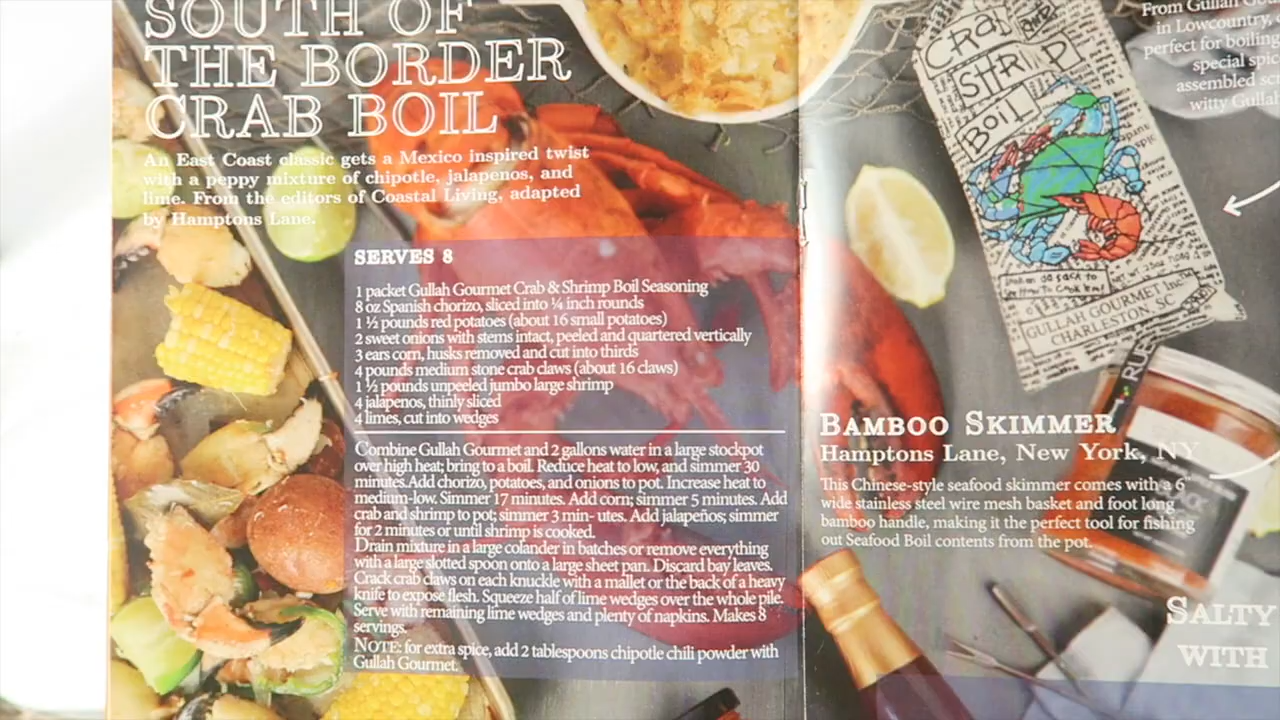 SOUTH OF
THE BORDER
CRAB BOIL
An East Coast classic gets a Mexico inspired twist
with a peppy mixture of chipotle, jalapenos, and
lime. From the editors of Coastal Living, adapted
by Hamptons Lane.
SERVES 8
1 packet Gullah Gourmet Crab & Shrimp Boil Seasoning
8 oz Spanish chorizo, sliced into ¼ inch rounds
1 ½ pounds red potatoes (about 16 small potatoes)
2 sweet onions with stems intact, peeled and quartered vertically
3 ears corn, husks removed and cut into thirds
4 pounds medium stone crab claws (about 16 claws)
1 ½ pounds unpeeled jumbo large shrimp
4 jalapenos, thinly sliced
4 limes, cut into wedges
Combine Gullah Gourmet and 2 gallons water in a large stockpot
over high heat; bring to a boil. Reduce heat to low, and simmer 30
minutes.Add chorizo, potatoes, and onions to pot. Increase heat to
medium-low. Simmer 17 minutes. Add corn; simmer 5 minutes. Add
crab and shrimp to pot; simmer 3 min- utes. Add jalapeños; simmer
for 2 minutes or until shrimp is cooked.
Drain mixture in a large colander in batches or remove everything
with a large slotted spoon onto a large sheet pan. Discard bay leaves.
Crack crab claws on each knuckle with a mallet or the back of a heavy
knife to expose flesh. Squeeze half of lime wedges over the whole pile.
Serve with remaining lime wedges and plenty of napkins. Makes 8
servings.
NOTE: for extra spice, add 2 tablespoons chipotle chili powder with
Gullah Gourmet.
From Gullah Gou
in Lowcountry,
perfect for boiling
special spic
assembled sc
witty Gullah
CRAB AND
SHRIMP
BOIL
GULLAH GOURMET Inc.
CHARLESTON, SC
RUF
BAMBOO SKIMMER
Hamptons Lane, New York, NY
This Chinese-style seafood skimmer comes with a 6"
wide stainless steel wire mesh basket and foot long
bamboo handle, making it the perfect tool for fishing
out Seafood Boil contents from the pot.
SALTY
WITH